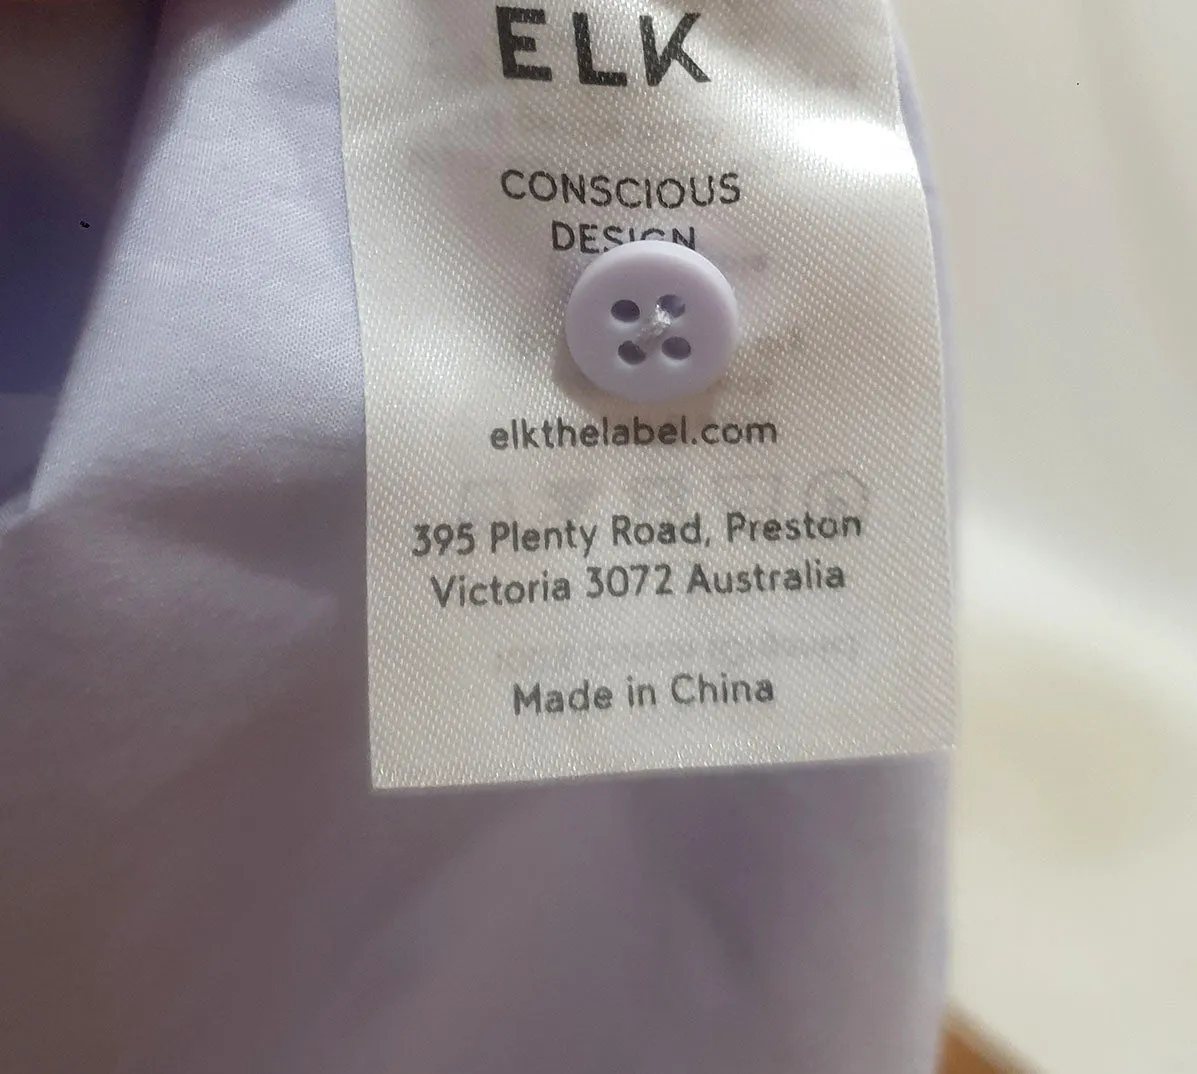 ELK
CONSCIOUS
DESIGN
elkthelabel.com
395 Plenty Road, Preston
Victoria 3072 Australia
Made in China